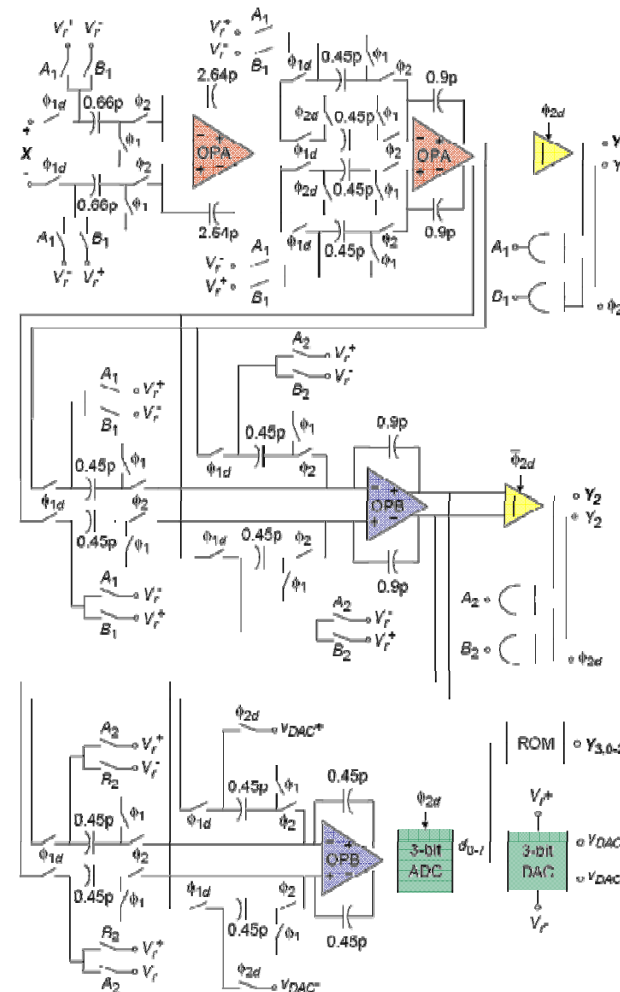 A₁ Vᵣ⁺
Vᵣ⁻
B₁
Vᵣ⁺ Vᵣ⁻
A₁ B₁
ϕ₁d 0.66p ϕ₂
+
X
-
ϕ₁
ϕ₁d ϕ₂
0.66p ϕ₁
A₁ B₁
Vᵣ⁻ Vᵣ⁺
2.64p
OPA
2.64p
0.45p ϕ₁
ϕ₁d ϕ₂
ϕ₂d 0.45p ϕ₁
ϕ₁d ϕ₂
ϕ₂d 0.45p ϕ₁
ϕ₁d 0.45p ϕ₂
ϕ₁
A₁
Vᵣ⁻
Vᵣ⁺
B₁
0.9p
OPA
0.9p
ϕ₂d
Y
Y
A₁
B₁
ϕ₂
A₁
Vᵣ⁺
Vᵣ⁻
B₁
A₂
Vᵣ⁺
Vᵣ⁻
B₂
0.45p ϕ₁
ϕ₁d ϕ₂
0.45p ϕ₁
ϕ₁d ϕ₂
0.45p ϕ₁
A₁
Vᵣ⁻
Vᵣ⁺
B₁
ϕ₁d 0.45p ϕ₂
ϕ₁
A₂
Vᵣ⁻
Vᵣ⁺
B₂
0.9p
OPB
0.9p
ϕ̅₂d
Y₂
Y₂
A₂
B₂
ϕ₂d
A₂
Vᵣ⁺
Vᵣ⁻
B₂
ϕ₂d
vDAC⁺
0.45p ϕ₁
ϕ₁d ϕ₂
0.45p ϕ₁
ϕ₁d 0.45p ϕ₁
ϕ₂
B₂
Vᵣ⁺
Vᵣ
A₂
ϕ₁d 0.45p ϕ₂
ϕ₁
ϕ₂d
vDAC⁻
0.45p
OPB
0.45p
ϕ₂d
3-bit
ADC
ROM
Vᵣ⁺
3-bit
DAC
Vᵣ
vDAC
vDAC